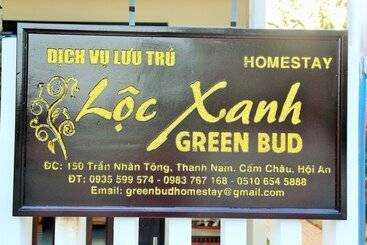 DỊCH VỤ LƯU TRÚ HOMESTAY
Lộc Xanh
GREEN BUD
ĐC: 150 Trần Nhân Tông, Thanh Nam. Cẩm Châu, Hội An
ĐT: 0935 599 574 - 0983 767 168 - 0510 654 5888
Email: greenbudhomestay@gmail.com